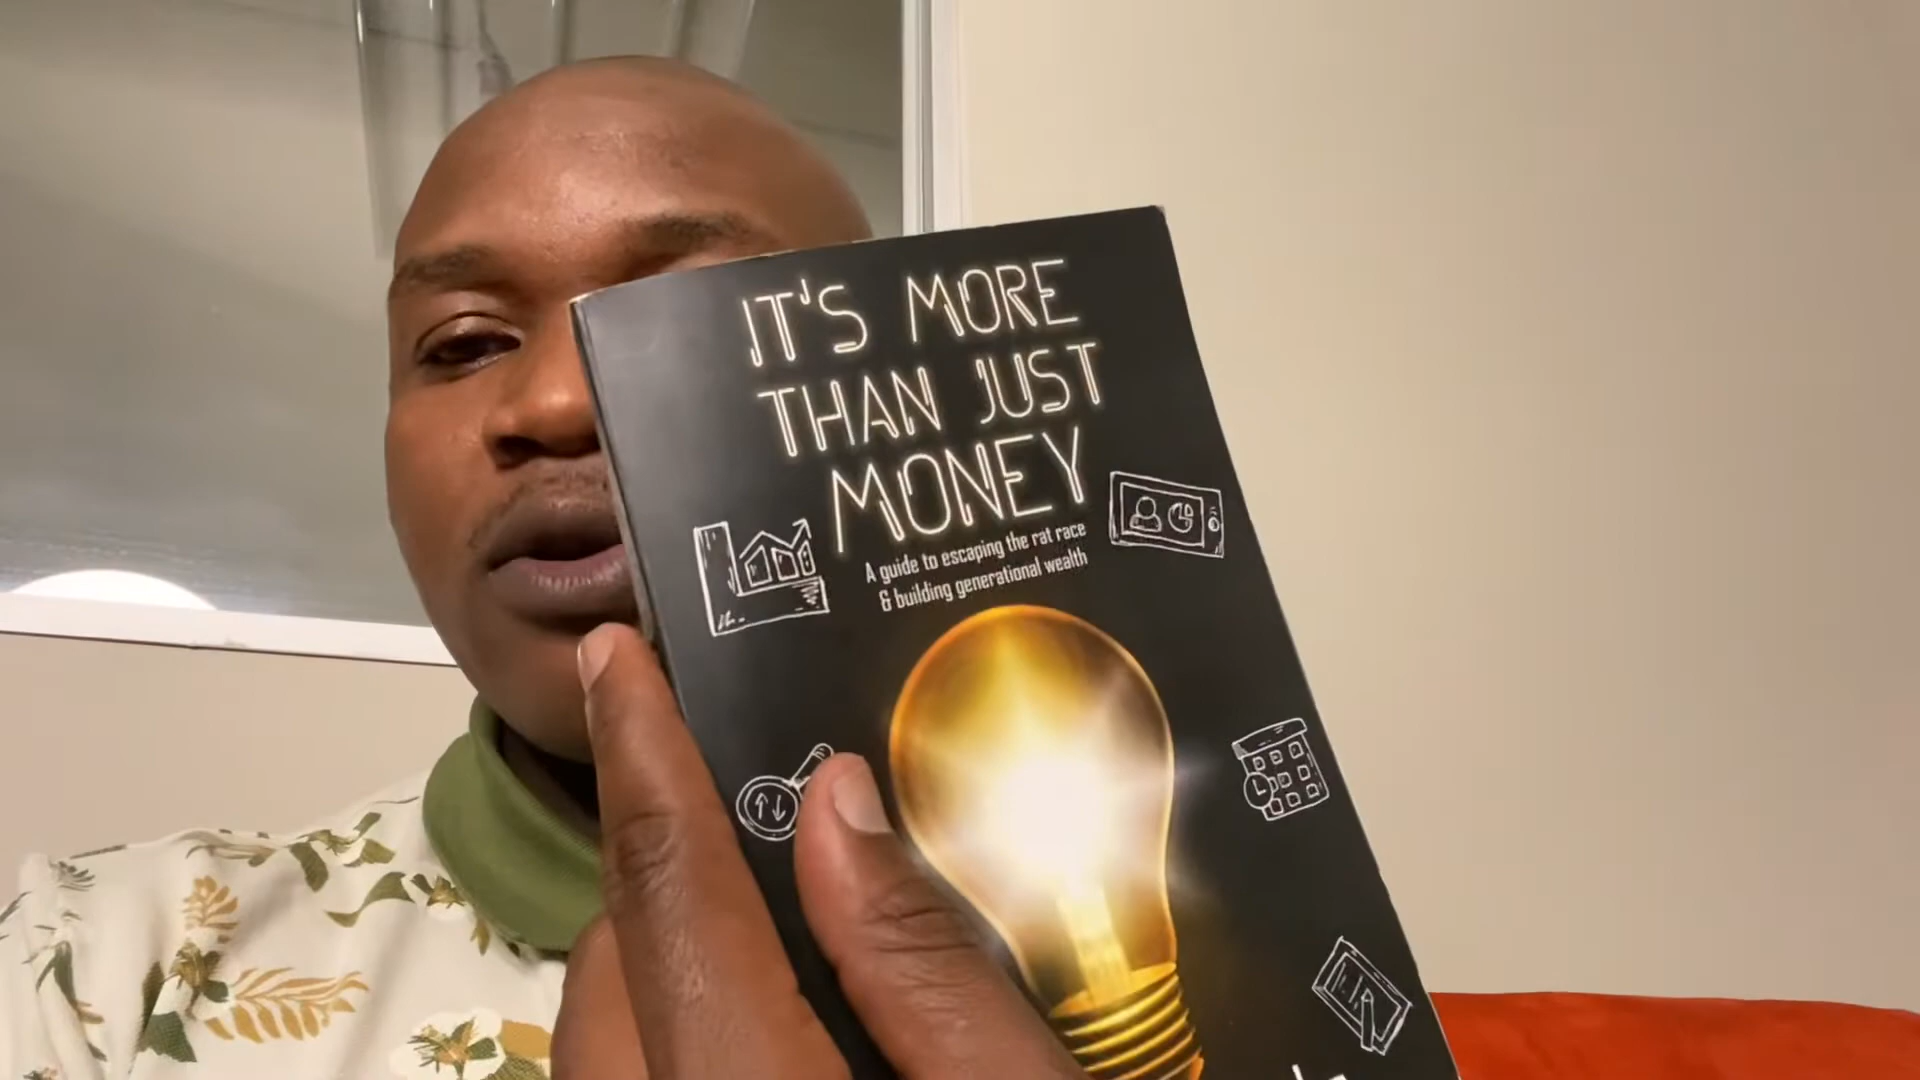 IT'S MORE
THAN JUST
MONEY
A guide to escaping the rat race
& building generational wealth